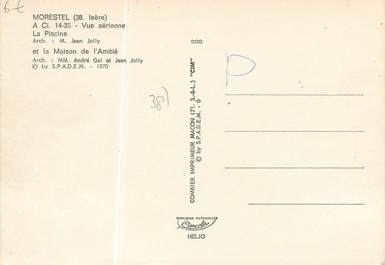 6 €
MORESTEL (38. Isère)
A Ci. 14-35 - Vue aérienne
La Piscine
Arch. : M. Jean Jolly
et la Maison de l'Amitié
Arch. : MM. André Gal et Jean Jolly
© by S.P.A.D.E.M. - 1970
38)
COMBIER IMPRIMEUR MACON (71. S.-&-L.) "CIM"
© by S.P.A.D.E.M. - G
P
HELIO